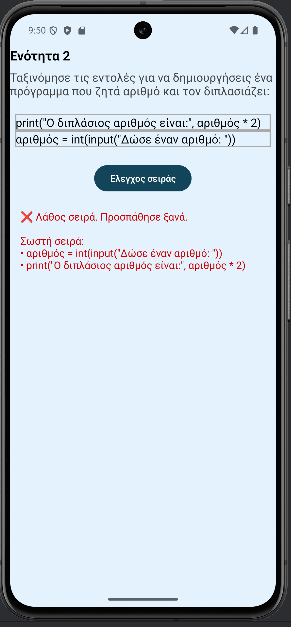 9:50
Ενότητα 2
Ταξινόμησε τις εντολές για να δημιουργήσεις ένα
πρόγραμμα που ζητά αριθμό και τον διπλασιάζει:
print("Ο διπλάσιος αριθμός είναι:", αριθμός * 2)
αριθμός = int(input("Δώσε έναν αριθμό: "))
Έλεγχος σειράς
❌ Λάθος σειρά. Προσπάθησε ξανά.
Σωστή σειρά:
• αριθμός = int(input("Δώσε έναν αριθμό: "))
• print("Ο διπλάσιος αριθμός είναι:", αριθμός * 2)